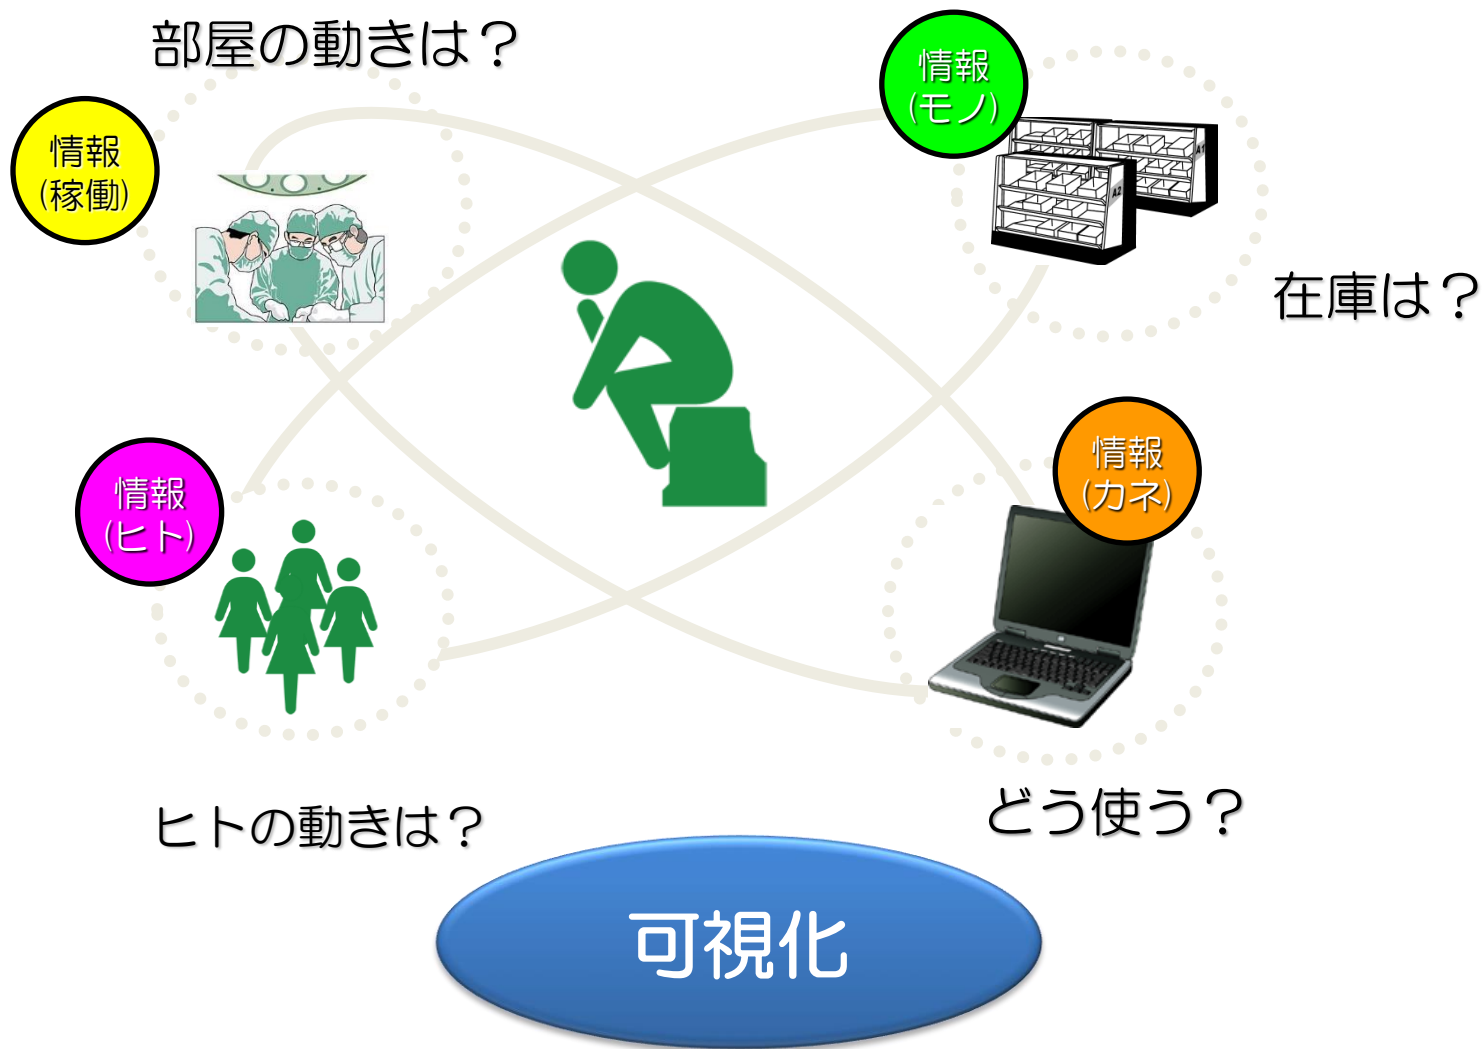 部屋の動きは？
情報
(稼働)
情報
(モノ)
A1
A2
在庫は？
情報
(ヒト)
情報
(カネ)
ヒトの動きは？
どう使う？
可視化